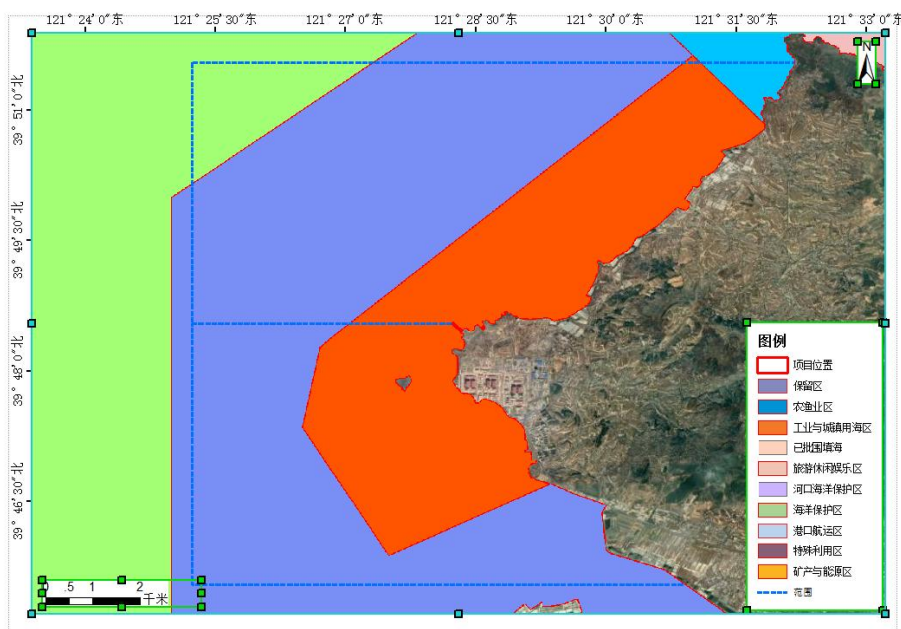 121° 24′0″东 121° 25′30″东 121° 27′0″东 121° 28′30″东 121° 30′0″东 121° 31′30″东 121° 33′0″东
39°51′0″北
39°49′30″北
39°48′0″北
39°46′30″北
N
图例
项目位置
保留区
农渔业区
工业与城镇用海区
已批围填海
旅游休闲娱乐区
河口海洋保护区
海洋保护区
港口航运区
特殊利用区
矿产与能源区
范围
0 .5 1 2
千米